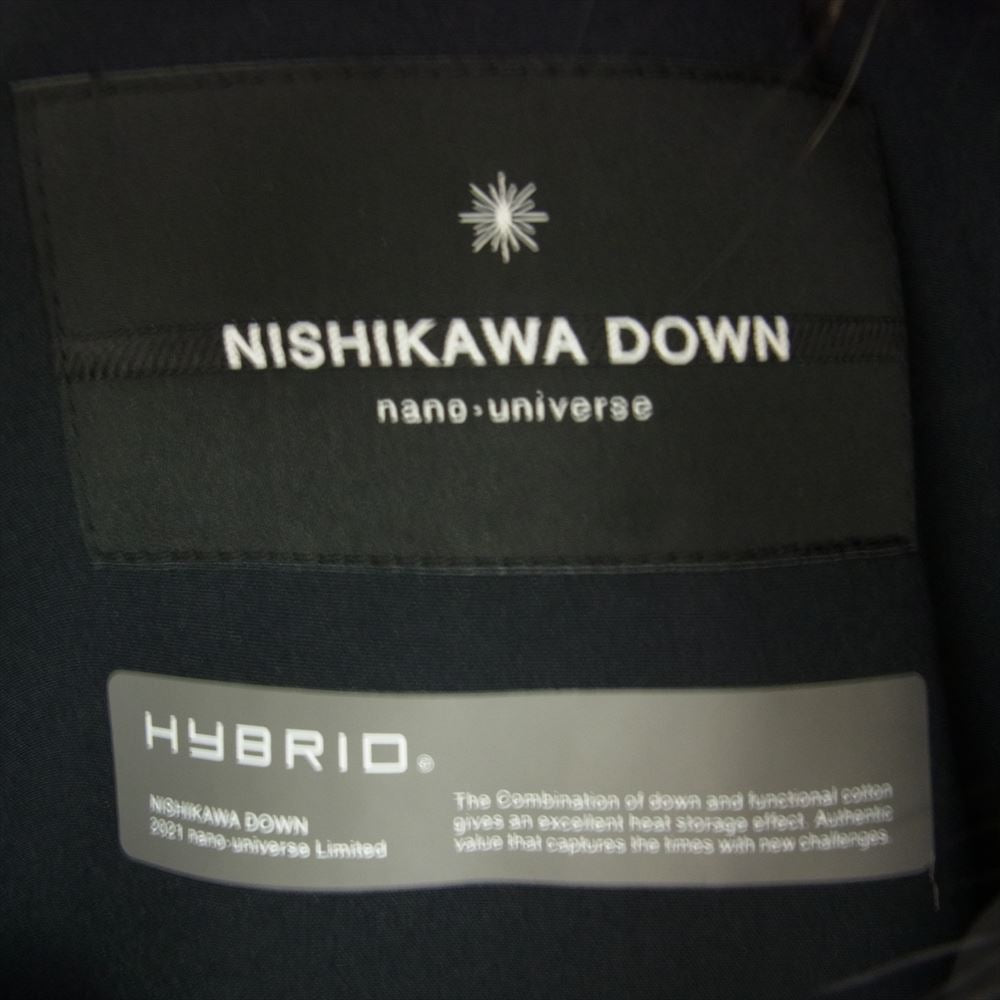 NISHIKAWA DOWN
nano·universe
HYBRID®
NISHIKAWA DOWN
2021 nano·universe Limited
The Combination of down and functional cotton
gives an excellent heat storage effect. Authentic
value that captures the times with new challenges.